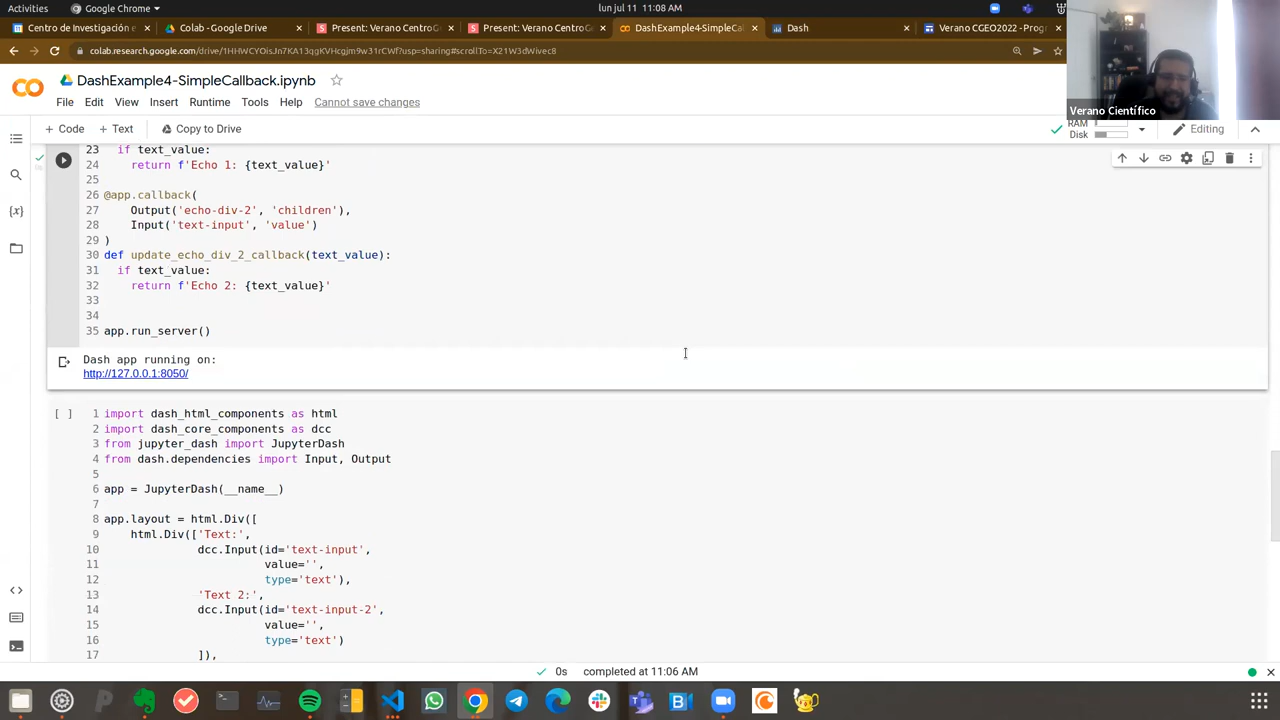 Activities
Google Chrome
lun jul 11 11:08 AM
Centro de Investigación e
Colab - Google Drive
Present: Verano CentroG
Present: Verano CentroGe
DashExample4-SimpleCallb
Dash
Verano CGEO2022 - Progr
colab.research.google.com/drive/1HHWCYOisJn7KA13qgKVHcgjm9w31rCWf?usp=sharing#scrollTo=X21W3dWivec8
Verano Científico
DashExample4-SimpleCallback.ipynb
File Edit View Insert Runtime Tools Help Cannot save changes
+ Code + Text Copy to Drive
RAM
Disk
Editing
23 if text_value:
24 return f'Echo 1: {text_value}'
25
26 @app.callback(
27 Output('echo-div-2', 'children'),
28 Input('text-input', 'value')
29 )
30 def update_echo_div_2_callback(text_value):
31 if text_value:
32 return f'Echo 2: {text_value}'
33
34
35 app.run_server()
Dash app running on:
http://127.0.0.1:8050/
[ ] 1 import dash_html_components as html
2 import dash_core_components as dcc
3 from jupyter_dash import JupyterDash
4 from dash.dependencies import Input, Output
5
6 app = JupyterDash(__name__)
7
8 app.layout = html.Div([
9 html.Div(['Text:',
10 dcc.Input(id='text-input',
11 value='',
12 type='text'),
13 'Text 2:',
14 dcc.Input(id='text-input-2',
15 value='',
16 type='text')
17 ]),
0s completed at 11:06 AM